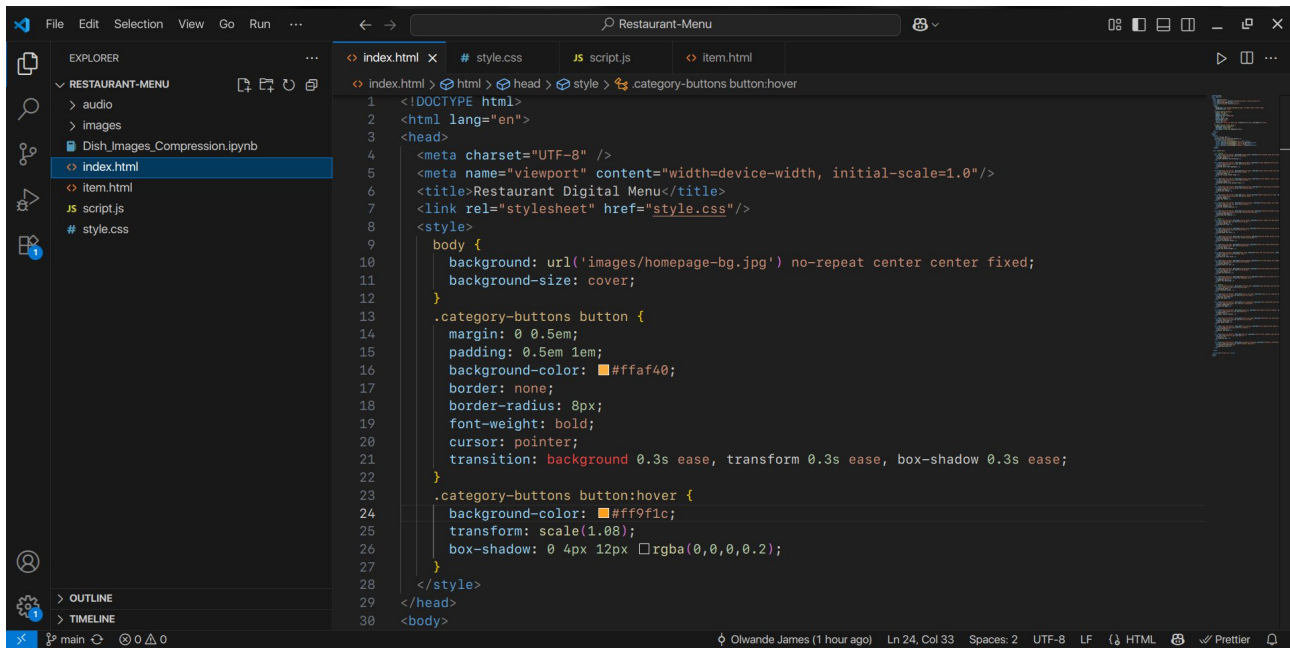 File Edit Selection View Go Run ··· Restaurant-Menu
EXPLORER ···
RESTAURANT-MENU
audio
images
Dish_Images_Compression.ipynb
index.html
item.html
JS script.js
# style.css
OUTLINE
TIMELINE
index.html # style.css JS script.js item.html
index.html > html > head > style > .category-buttons button:hover
1 <!DOCTYPE html>
2 <html lang="en">
3 <head>
4 <meta charset="UTF-8" />
5 <meta name="viewport" content="width=device-width, initial-scale=1.0"/>
6 <title>Restaurant Digital Menu</title>
7 <link rel="stylesheet" href="style.css"/>
8 <style>
9 body {
10 background: url('images/homepage-bg.jpg') no-repeat center center fixed;
11 background-size: cover;
12 }
13 .category-buttons button {
14 margin: 0 0.5em;
15 padding: 0.5em 1em;
16 background-color: #ffaf40;
17 border: none;
18 border-radius: 8px;
19 font-weight: bold;
20 cursor: pointer;
21 transition: background 0.3s ease, transform 0.3s ease, box-shadow 0.3s ease;
22 }
23 .category-buttons button:hover {
24 background-color: #ff9f1c;
25 transform: scale(1.08);
26 box-shadow: 0 4px 12px rgba(0,0,0,0.2);
27 }
28 </style>
29 </head>
30 <body>
1
1
main 0 0 Olwande James (1 hour ago) Ln 24, Col 33 Spaces: 2 UTF-8 LF HTML Prettier